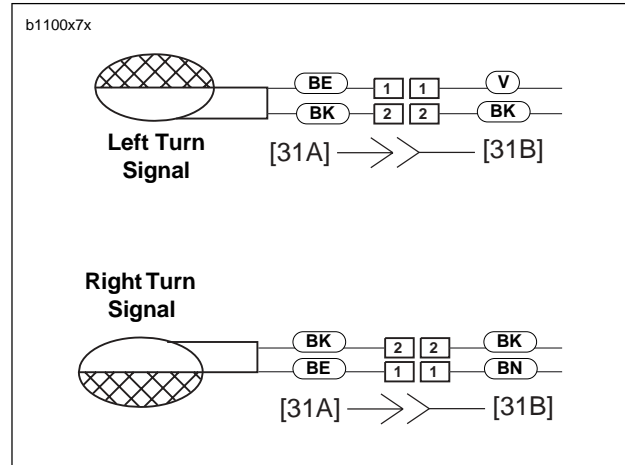 b1100x7x
BE 1 1 V
BK 2 2 BK
Left Turn
Signal
[31A] [31B]
Right Turn
Signal
BK 2 2 BK
BE 1 1 BN
[31A] [31B]